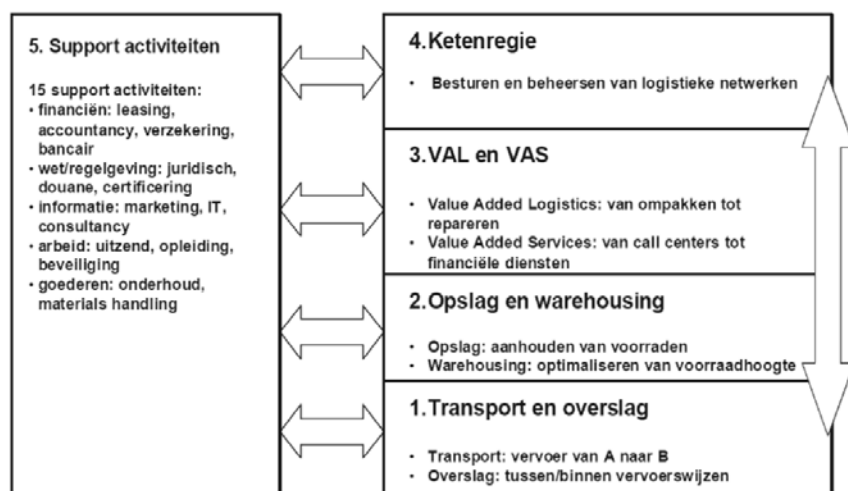 5. Support activiteiten
15 support activiteiten:
• financiën: leasing,
accountancy, verzekering,
bancair
• wet/regelgeving: juridisch,
douane, certificering
• informatie: marketing, IT,
consultancy
• arbeid: uitzend, opleiding,
beveiliging
• goederen: onderhoud,
materials handling
4.Ketenregie
• Besturen en beheersen van logistieke netwerken
3.VAL en VAS
• Value Added Logistics: van ompakken tot
repareren
• Value Added Services: van call centers tot
financiële diensten
2.Opslag en warehousing
• Opslag: aanhouden van voorraden
• Warehousing: optimaliseren van voorraadhoogte
1.Transport en overslag
• Transport: vervoer van A naar B
• Overslag: tussen/binnen vervoerswijzen